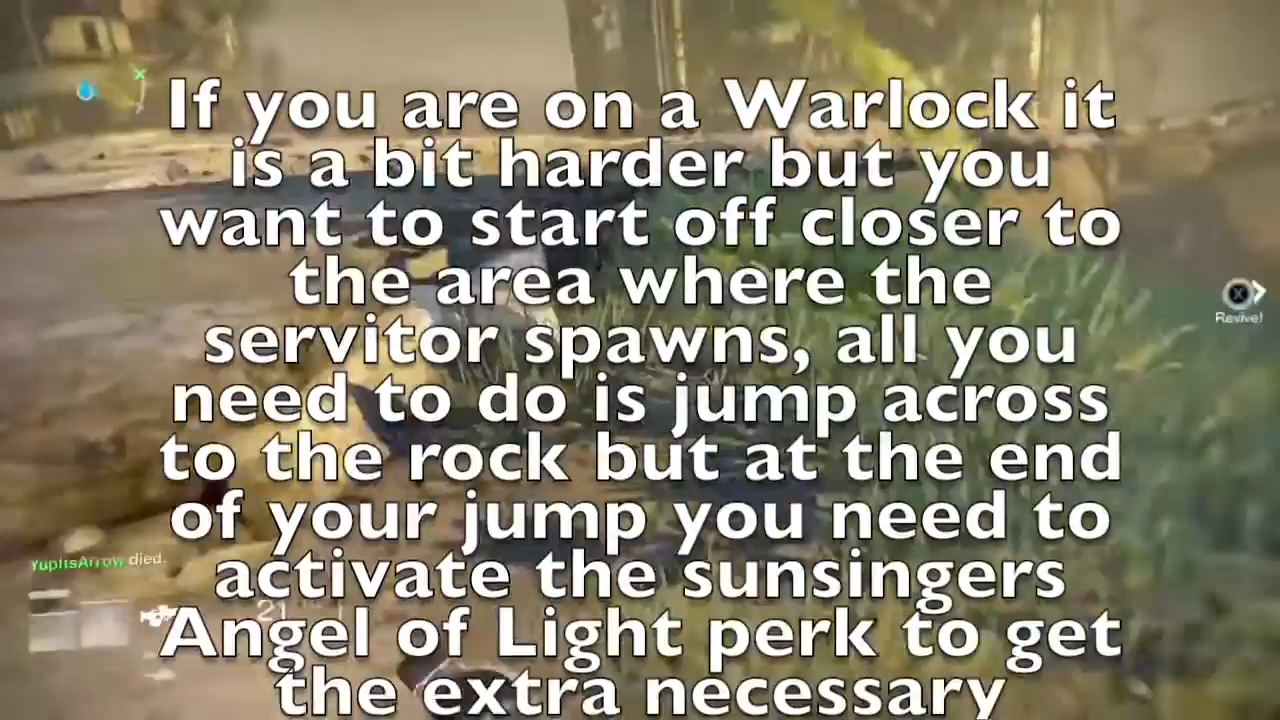 If you are on a Warlock it
is a bit harder but you
want to start off closer to
the area where the
servitor spawns, all you
need to do is jump across
to the rock but at the end
of your jump you need to
activate the sunsingers
Angel of Light perk to get
the extra necessary
Revive!
YupItsArrow died.
21